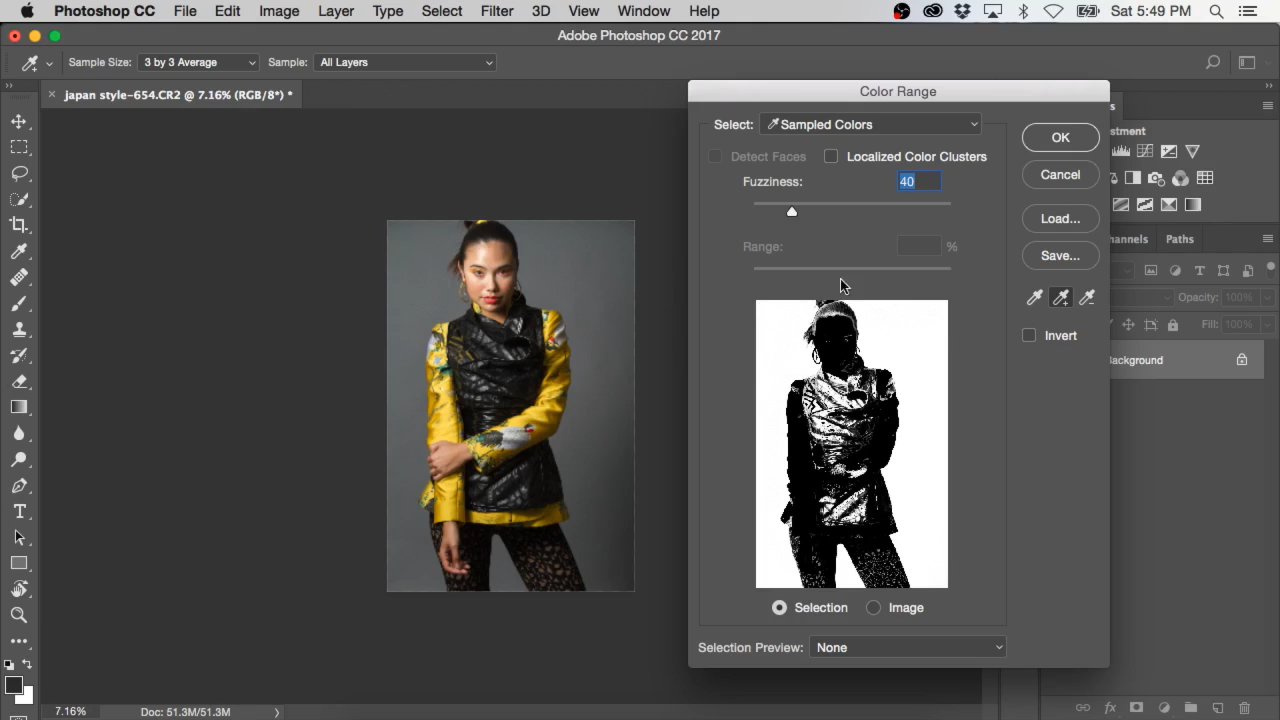 Photoshop CC File Edit Image Layer Type Select Filter 3D View Window Help Sat 5:49 PM
Adobe Photoshop CC 2017
Sample Size: 3 by 3 Average Sample: All Layers
× japan style-654.CR2 @ 7.16% (RGB/8*) *
Color Range
Select: Sampled Colors
Detect Faces Localized Color Clusters
Fuzziness: 40
Range: %
OK
Cancel
Load...
Save...
Invert
Selection Image
Selection Preview: None
s
stment
nannels Paths
Opacity: 100%
Fill: 100%
ackground
7.16% Doc: 51.3M/51.3M
fx